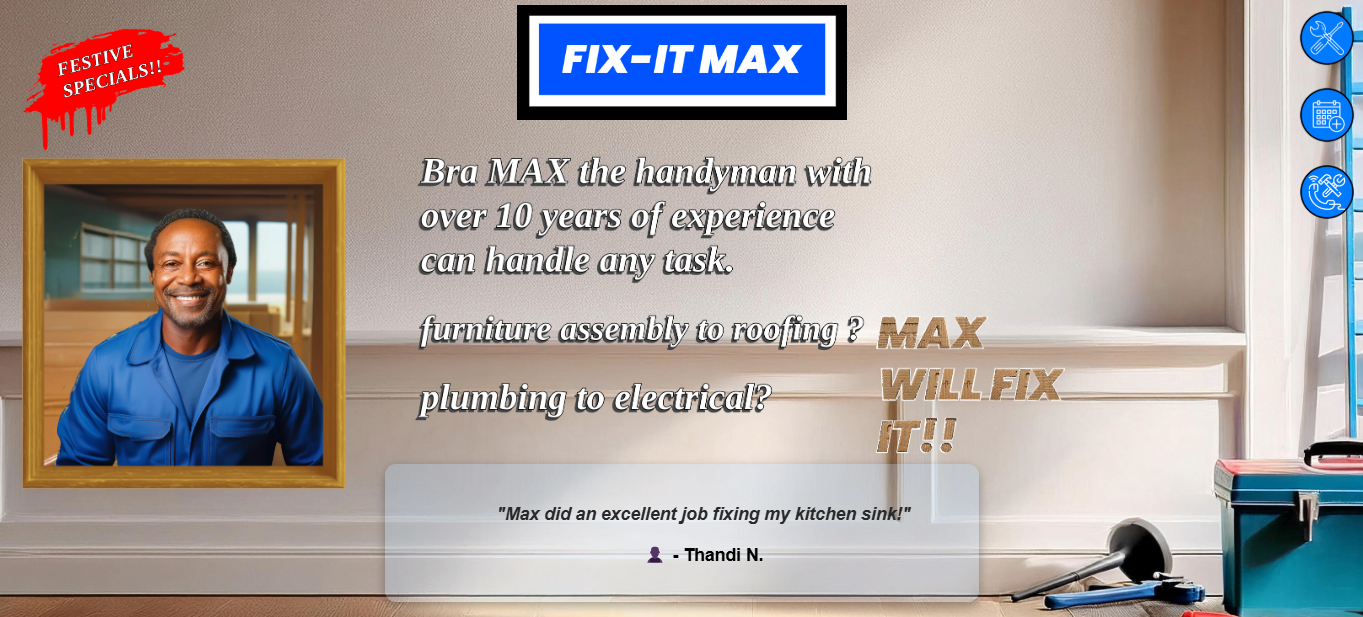 FESTIVE
SPECIALS!!
FIX-IT MAX
Bra MAX the handyman with
over 10 years of experience
can handle any task.
furniture assembly to roofing ?
plumbing to electrical?
MAX
WILL FIX
IT!!
"Max did an excellent job fixing my kitchen sink!"
- Thandi N.